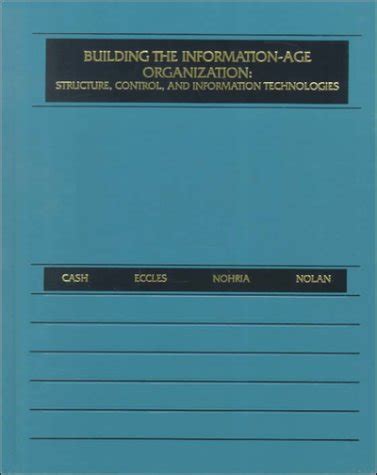 BUILDING THE INFORMATION-AGE
ORGANIZATION:
STRUCTURE, CONTROL, AND INFORMATION TECHNOLOGIES
CASH ECCLES NOHRIA NOLAN